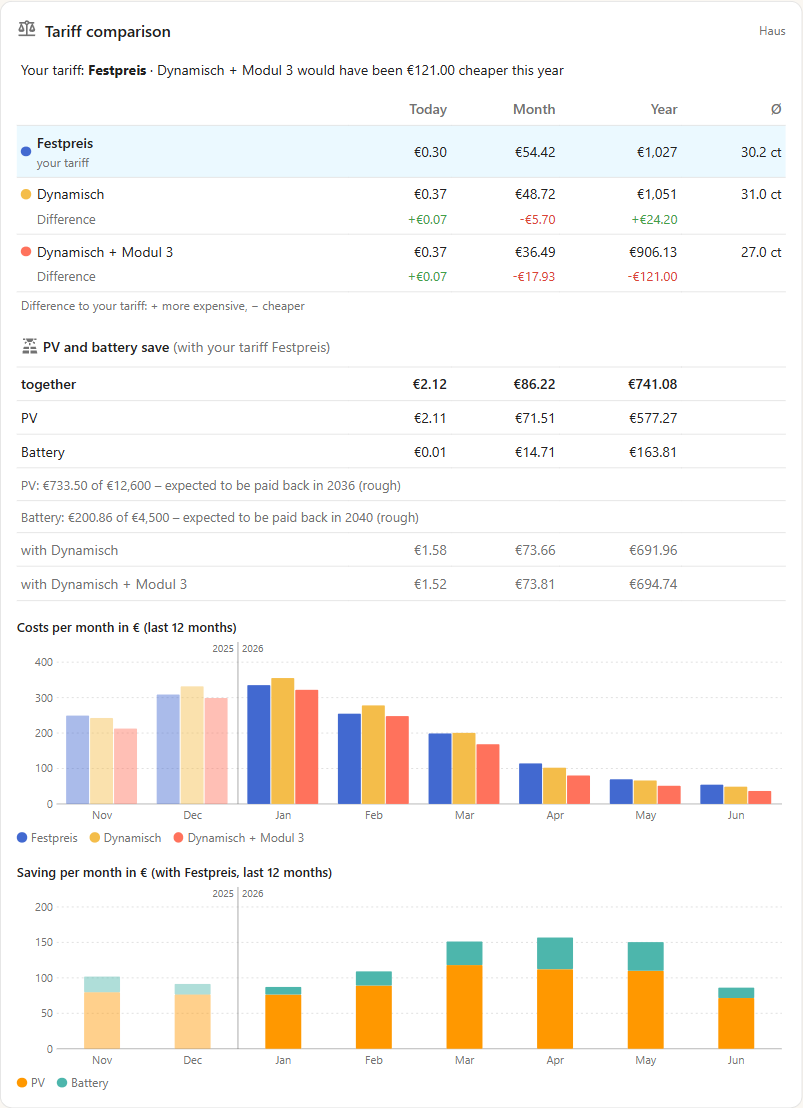 Tariff comparison Haus
Your tariff: Festpreis · Dynamisch + Modul 3 would have been €121.00 cheaper this year
Today Month Year Ø
Festpreis
your tariff €0.30 €54.42 €1,027 30.2 ct
Dynamisch €0.37 €48.72 €1,051 31.0 ct
Difference +€0.07 -€5.70 +€24.20
Dynamisch + Modul 3 €0.37 €36.49 €906.13 27.0 ct
Difference +€0.07 -€17.93 -€121.00
Difference to your tariff: + more expensive, − cheaper
PV and battery save (with your tariff Festpreis)
together €2.12 €86.22 €741.08
PV €2.11 €71.51 €577.27
Battery €0.01 €14.71 €163.81
PV: €733.50 of €12,600 – expected to be paid back in 2036 (rough)
Battery: €200.86 of €4,500 – expected to be paid back in 2040 (rough)
with Dynamisch €1.58 €73.66 €691.96
with Dynamisch + Modul 3 €1.52 €73.81 €694.74
Costs per month in € (last 12 months)
2025 2026
400
300
200
100
0
Nov Dec Jan Feb Mar Apr May Jun
Festpreis Dynamisch Dynamisch + Modul 3
Saving per month in € (with Festpreis, last 12 months)
2025 2026
200
150
100
50
0
Nov Dec Jan Feb Mar Apr May Jun
PV Battery